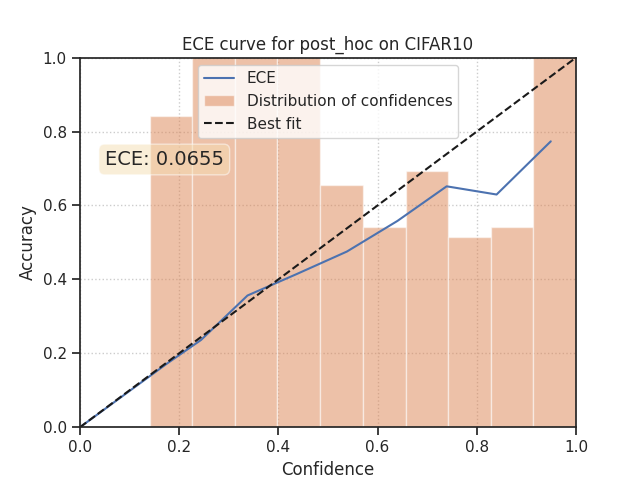 ECE curve for post_hoc on CIFAR10
1.0
ECE
Distribution of confidences
Best fit
0.8
ECE: 0.0655
0.6
Accuracy
0.4
0.2
0.0
0.0 0.2 0.4 0.6 0.8 1.0
Confidence